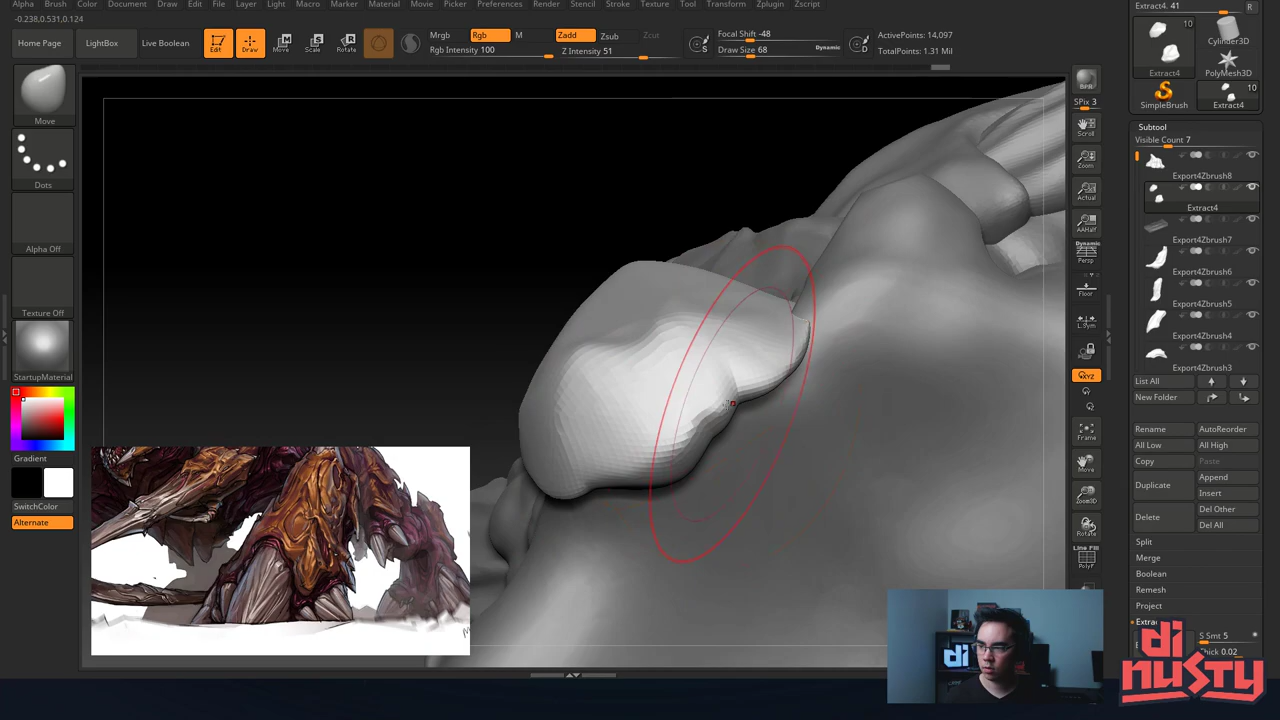 Alpha Brush Color Document Draw Edit File Layer Light Macro Marker Material Movie Picker Preferences Render Stencil Stroke Texture Tool Transform Zplugin Zscript
-0.238,0.531,0.124
Home Page
LightBox
Live Boolean
Edit
Draw
Move
Scale
Rotate
Mrgb
Rgb
M
Rgb Intensity 100
Zadd
Zsub
Zcut
Z Intensity 51
Focal Shift -48
Draw Size 68
Dynamic
ActivePoints: 14,097
TotalPoints: 1.31 Mil
Move
Dots
Alpha Off
Texture Off
StartupMaterial
Gradient
SwitchColor
Alternate
BPR
SPix 3
Scroll
Zoom
Actual
AAHalf
Dynamic
Persp
Floor
L.Sym
XYZ
Frame
Move
Zoom3D
Rotate
Line Fill
PolyF
Extract4. 41
R
10
Extract4
Cylinder3D
PolyMesh3D
SimpleBrush
10
Extract4
Subtool
Visible Count 7
Export4Zbrush8
Extract4
Export4Zbrush7
Export4Zbrush6
Export4Zbrush5
Export4Zbrush4
Export4Zbrush3
List All
New Folder
Rename
AutoReorder
All Low
All High
Copy
Paste
Duplicate
Append
Insert
Delete
Del Other
Del All
Split
Merge
Boolean
Remesh
Project
S Smt 5
Thick 0.02
di
di
nusty